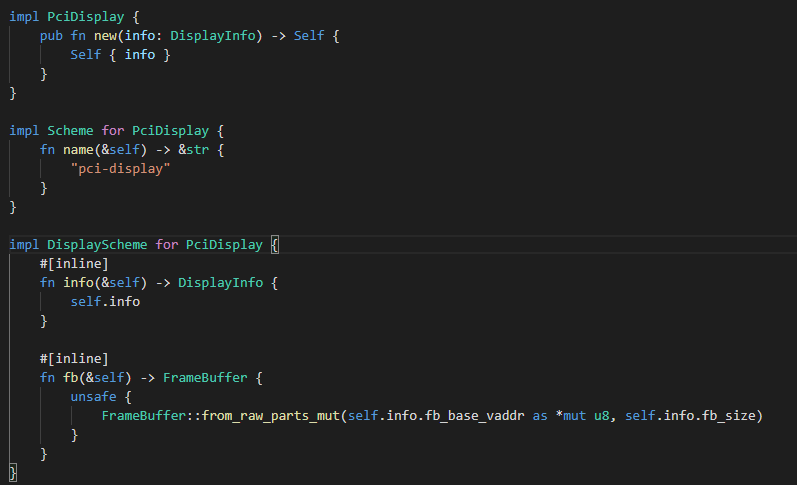 impl PciDisplay {
    pub fn new(info: DisplayInfo) -> Self {
        Self { info }
    }
}

impl Scheme for PciDisplay {
    fn name(&self) -> &str {
        "pci-display"
    }
}

impl DisplayScheme for PciDisplay {
    #[inline]
    fn info(&self) -> DisplayInfo {
        self.info
    }

    #[inline]
    fn fb(&self) -> FrameBuffer {
        unsafe {
            FrameBuffer::from_raw_parts_mut(self.info.fb_base_vaddr as *mut u8, self.info.fb_size)
        }
    }
}